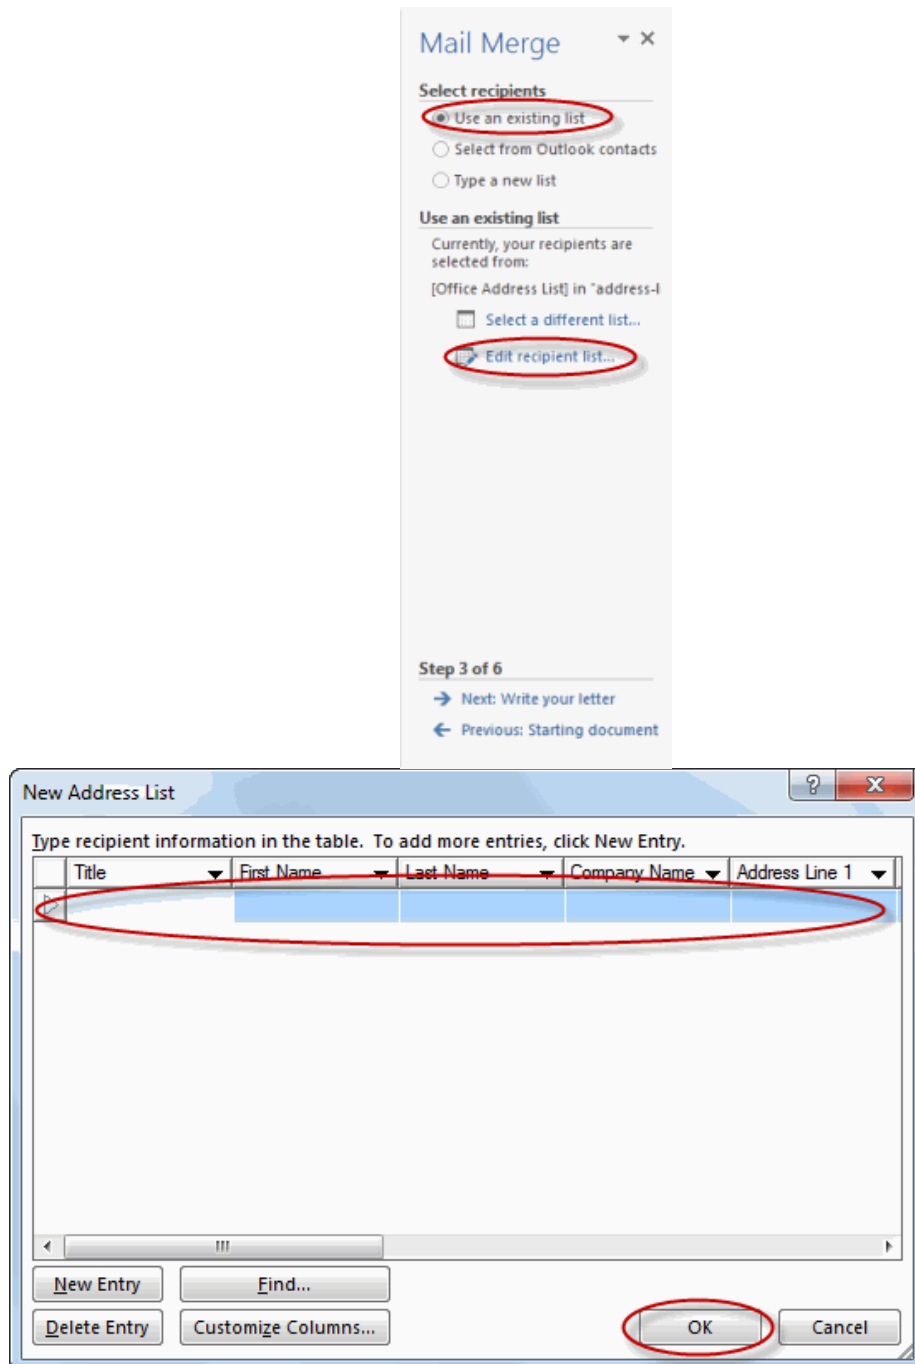 Mail Merge
Select recipients
Use an existing list
Select from Outlook contacts
Type a new list
Use an existing list
Currently, your recipients are
selected from:
[Office Address List] in "address-l
Select a different list...
Edit recipient list...
Step 3 of 6
Next: Write your letter
Previous: Starting document
New Address List
Type recipient information in the table. To add more entries, click New Entry.
Title First Name Last Name Company Name Address Line 1
New Entry Find...
Delete Entry Customize Columns... OK Cancel